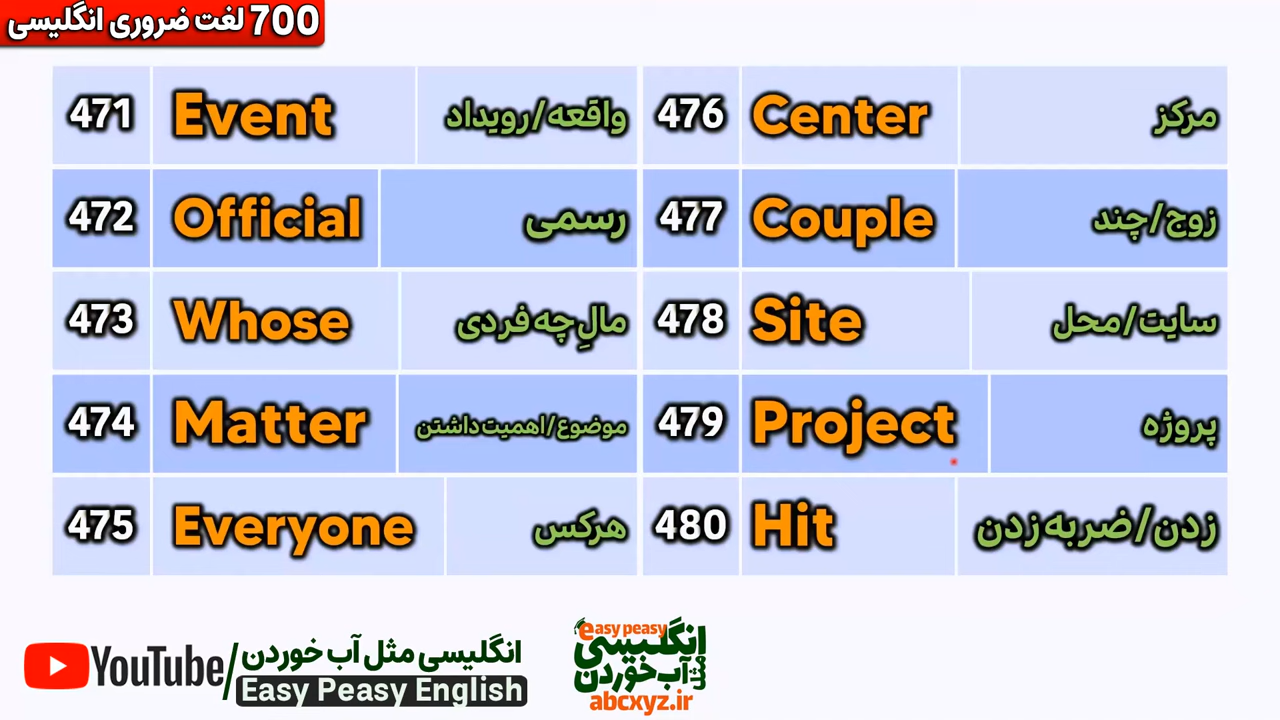 700 لغت ضروری انگلیسی
471 Event واقعه/رویداد
472 Official رسمی
473 Whose مالِ چه فردی
474 Matter موضوع/اهمیت داشتن
475 Everyone هرکس
476 Center مرکز
477 Couple زوج/چند
478 Site سایت/محل
479 Project پروژه
480 Hit زدن/ضربه زدن
YouTube/انگلیسی مثل آب خوردن
Easy Peasy English
easy peasy
انگلیسی
مثل آب خوردن
abcxyz.ir